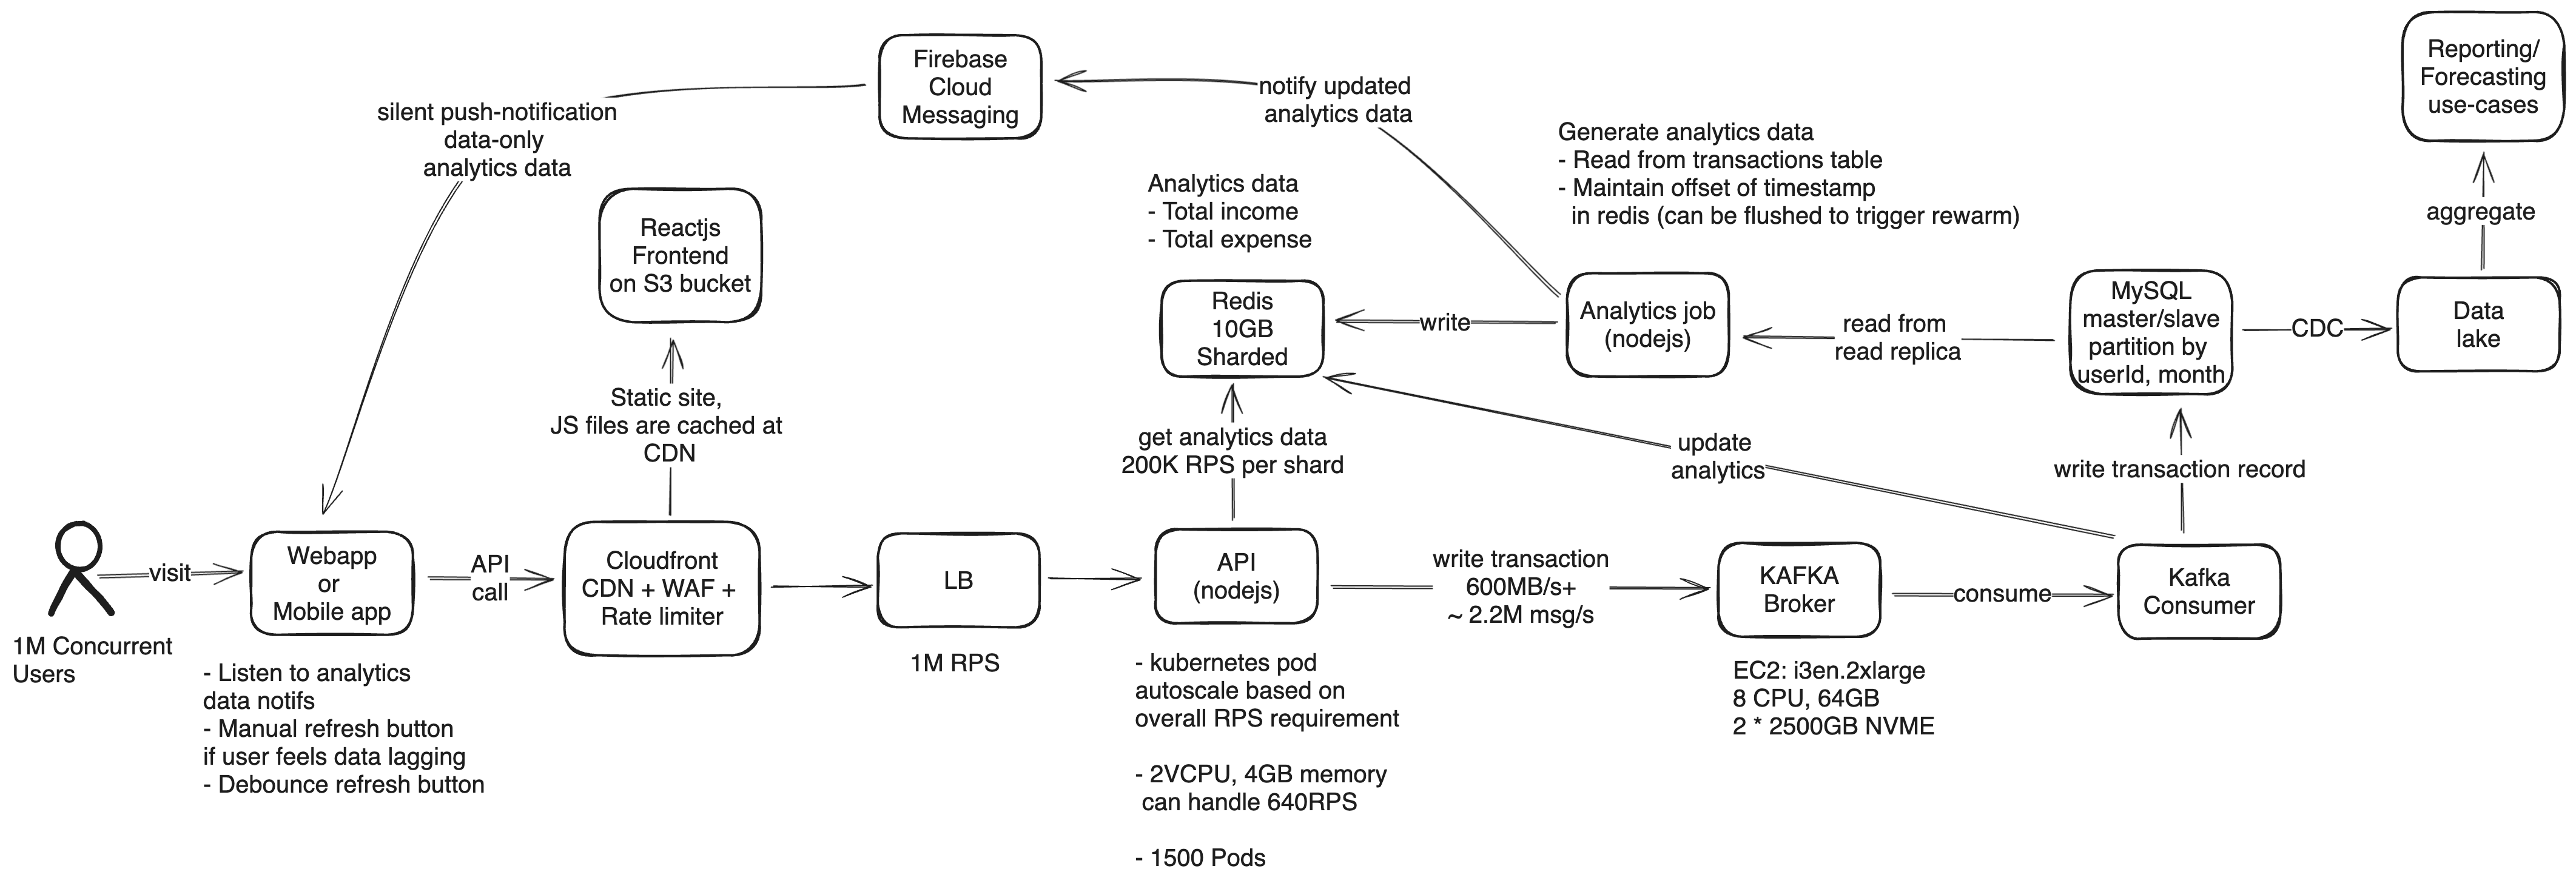 Firebase
Cloud
Messaging
notify updated
analytics data
silent push-notification
data-only
analytics data
Reporting/
Forecasting
use-cases
Generate analytics data
- Read from transactions table
- Maintain offset of timestamp
in redis (can be flushed to trigger rewarm)
Analytics data
- Total income
- Total expense
Reactjs
Frontend
on S3 bucket
aggregate
Redis
10GB
Sharded
write
Analytics job
(nodejs)
read from
read replica
MySQL
master/slave
partition by
userId, month
CDC
Data
lake
Static site,
JS files are cached at
CDN
get analytics data
200K RPS per shard
update
analytics
write transaction record
visit
Webapp
or
Mobile app
API
call
Cloudfront
CDN + WAF +
Rate limiter
LB
API
(nodejs)
write transaction
600MB/s+
~ 2.2M msg/s
KAFKA
Broker
consume
Kafka
Consumer
1M Concurrent
Users
- Listen to analytics
data notifs
- Manual refresh button
if user feels data lagging
- Debounce refresh button
1M RPS
- kubernetes pod
autoscale based on
overall RPS requirement
- 2VCPU, 4GB memory
can handle 640RPS
- 1500 Pods
EC2: i3en.2xlarge
8 CPU, 64GB
2 * 2500GB NVME